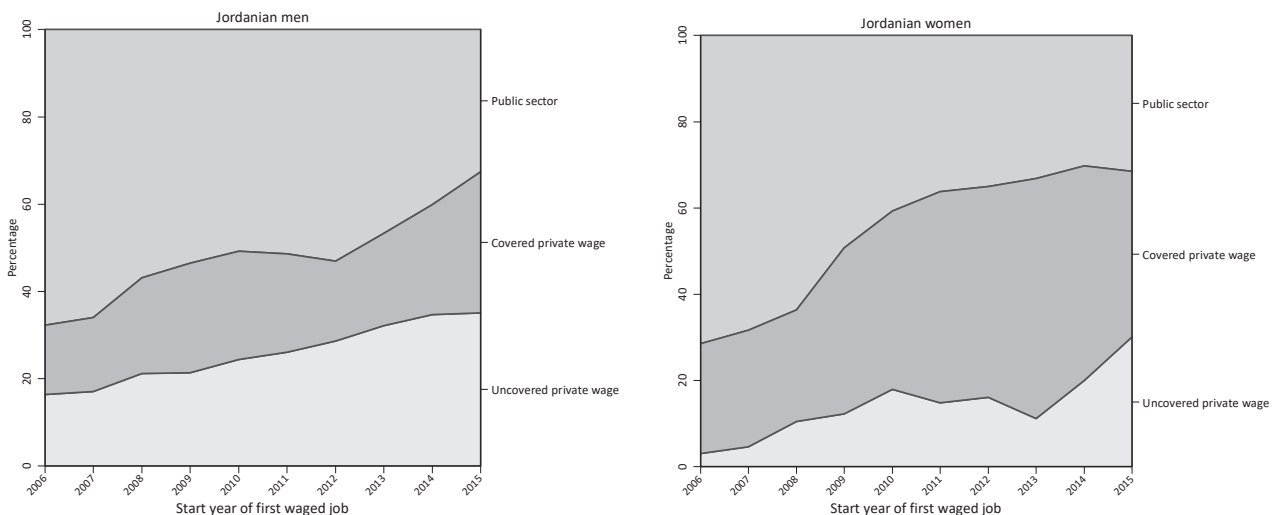 Jordanian men
Percentage
100
80
60
40
20
0
Public sector
Covered private wage
Uncovered private wage
2006 2007 2008 2009 2010 2011 2012 2013 2014 2015
Start year of first waged job
Jordanian women
Percentage
100
80
60
40
20
0
Public sector
Covered private wage
Uncovered private wage
2006 2007 2008 2009 2010 2011 2012 2013 2014 2015
Start year of first waged job